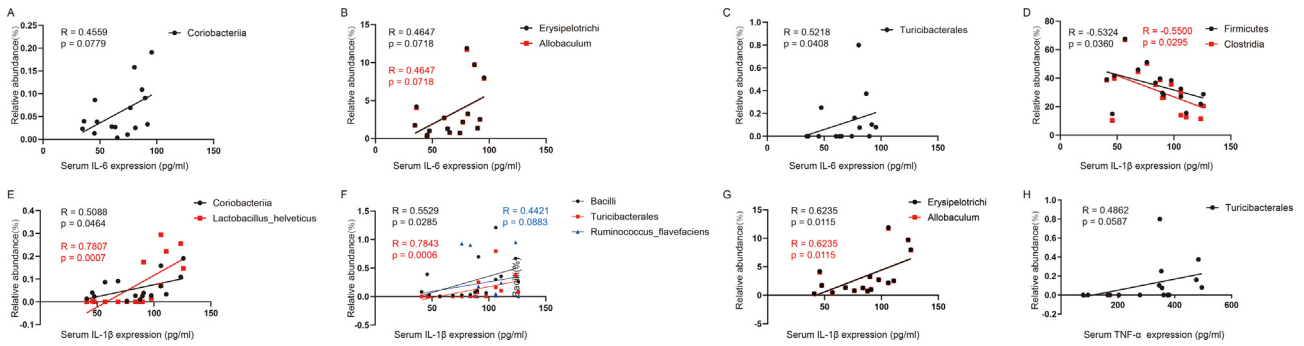 A
R = 0.4559
p = 0.0779
Coriobacteriia
Relative abundance(%)
0.25
0.20
0.15
0.10
0.05
0.00
0 50 100 150
Serum IL-6 expression (pg/ml)
B
R = 0.4647
p = 0.0718
R = 0.4647
p = 0.0718
Erysipelotrichi
Allobaculum
Relative abundance(%)
15
10
5
0
0 50 100 150
Serum IL-6 expression (pg/ml)
C
R = 0.5218
p = 0.0408
Turicibacterales
Relative abundance(%)
1.0
0.8
0.6
0.4
0.2
0.0
0 50 100 150
Serum IL-6 expression (pg/ml)
D
R = -0.5324
p = 0.0360
R = -0.5500
p = 0.0295
Firmicutes
Clostridia
Relative abundance(%)
80
60
40
20
0
0 50 100 150
Serum IL-1β expression (pg/ml)
E
R = 0.5088
p = 0.0464
R = 0.7807
p = 0.0007
Coriobacteriia
Lactobacillus_helveticus
Relative abundance(%)
0.4
0.3
0.2
0.1
0.0
-0.1
50 100 150
Serum IL-1β expression (pg/ml)
F
R = 0.5529
p = 0.0285
R = 0.7843
p = 0.0006
R = 0.4421
p = 0.0883
Bacilli
Turicibacterales
Ruminococcus_flavefaciens
Relative abundance(%)
1.5
1.0
0.5
0.0
-0.5
50 100 150
Bacilli(%)
Serum IL-1β expression (pg/ml)
G
R = 0.6235
p = 0.0115
R = 0.6235
p = 0.0115
Erysipelotrichi
Allobaculum
Relative abundance(%)
15
10
5
0
-5
50 100 150
Serum IL-1β expression (pg/ml)
H
R = 0.4862
p = 0.0587
Turicibacterales
Relative abundance(%)
1.0
0.8
0.6
0.4
0.2
0.0
200 400 600
Serum TNF-α expression (pg/ml)